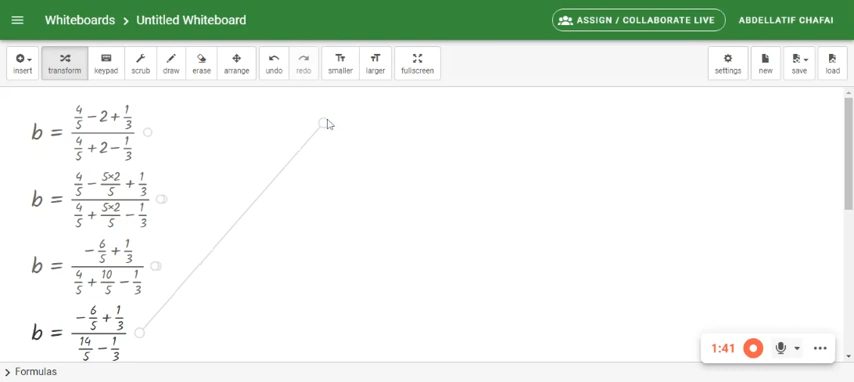 Whiteboards > Untitled Whiteboard
ASSIGN / COLLABORATE LIVE
ABDELLATIF CHAFAI
insert transform keypad scrub draw erase arrange undo redo smaller larger fullscreen settings new save load
b = (4/5 − 2 + 1/3) / (4/5 + 2 − 1/3)
b = (4/5 − 5×2/5 + 1/3) / (4/5 + 5×2/5 − 1/3)
b = (−6/5 + 1/3) / (4/5 + 10/5 − 1/3)
b = (−6/5 + 1/3) / (14/5 − 1/3)
1:41
> Formulas